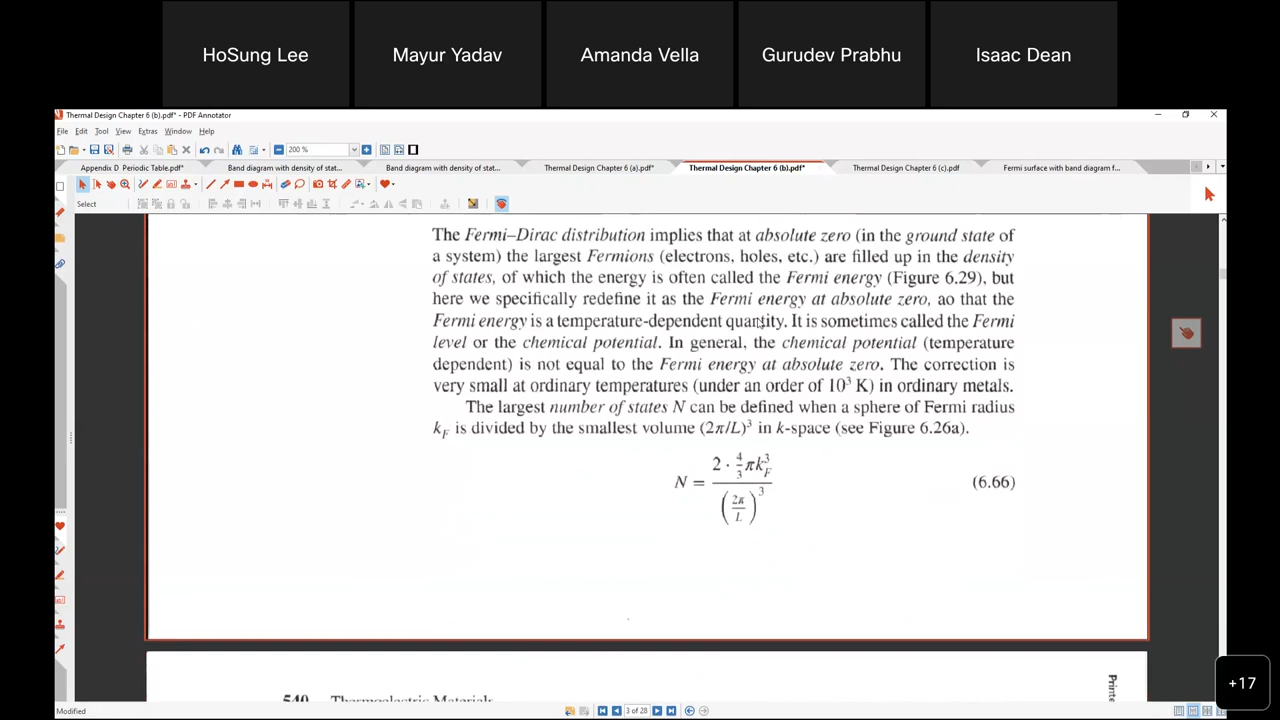 HoSung Lee
Mayur Yadav
Amanda Vella
Gurudev Prabhu
Isaac Dean
Thermal Design Chapter 6 (b).pdf* - PDF Annotator
File Edit Tool View Extras Window Help
200 %
Appendix D Periodic Table.pdf*
Band diagram with density of stat...
Band diagram with density of stat...
Thermal Design Chapter 6 (a).pdf*
Thermal Design Chapter 6 (b).pdf*
Thermal Design Chapter 6 (c).pdf
Fermi surface with band diagram f...
Select
The Fermi–Dirac distribution implies that at absolute zero (in the ground state of
a system) the largest Fermions (electrons, holes, etc.) are filled up in the density
of states, of which the energy is often called the Fermi energy (Figure 6.29), but
here we specifically redefine it as the Fermi energy at absolute zero, ao that the
Fermi energy is a temperature-dependent quantity. It is sometimes called the Fermi
level or the chemical potential. In general, the chemical potential (temperature
dependent) is not equal to the Fermi energy at absolute zero. The correction is
very small at ordinary temperatures (under an order of 10³ K) in ordinary metals.
The largest number of states N can be defined when a sphere of Fermi radius
k_F is divided by the smallest volume (2π/L)³ in k-space (see Figure 6.26a).
N = (2 · 4/3 πk_F³) / (2π/L)³ (6.66)
540 Thermoelectric Materials
Printe
+17
Modified
3 of 28